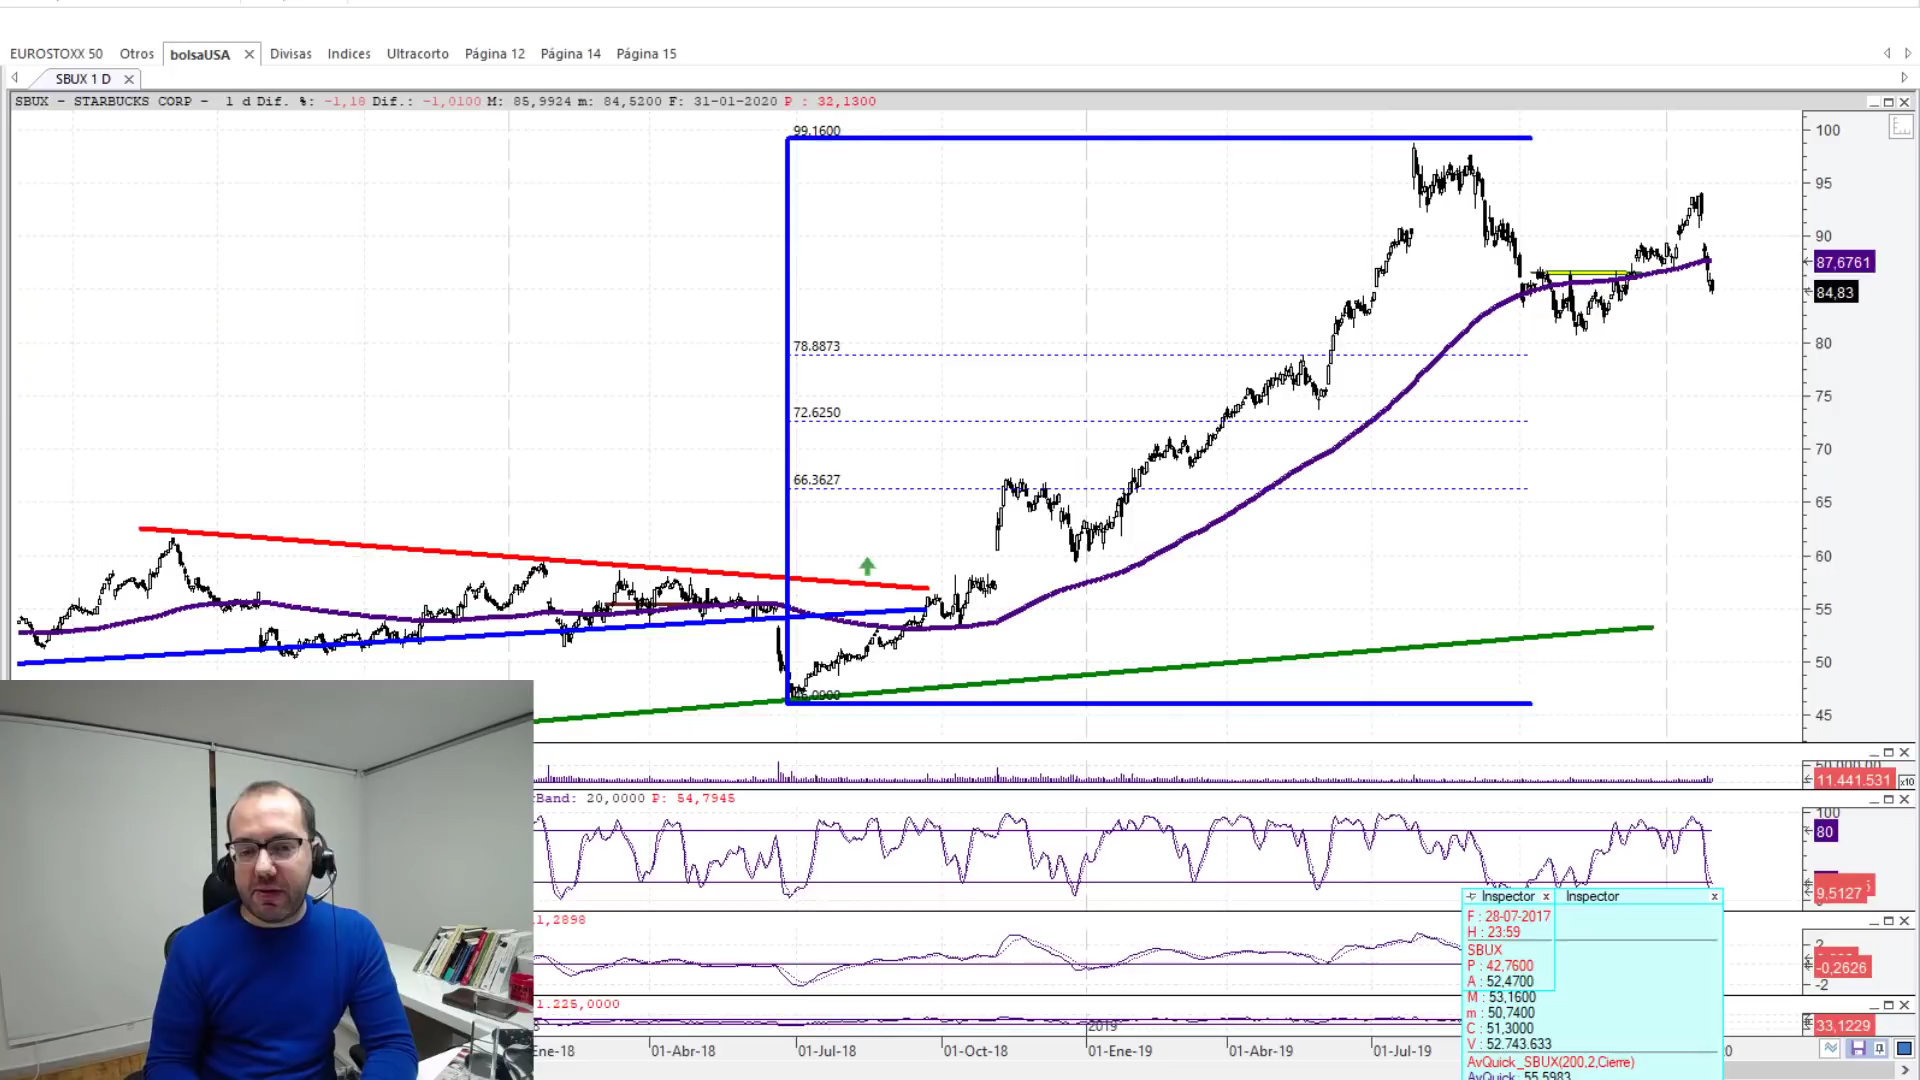 EUROSTOXX 50 Otros bolsaUSA Divisas Indices Ultracorto Página 12 Página 14 Página 15
SBUX 1 D
SBUX - STARBUCKS CORP - 1 d Dif. %: -1,18 Dif.: -1,0100 M: 85,9924 m: 84,5200 F: 31-01-2020 P : 32,1300
99.1600
100
95
90
87,6761
84,83
78.8873
80
75
72.6250
70
66.3627
65
60
55
50
45
11.441.531
x10
Band: 20,0000 P: 54,7945
100
80
9.5127
1,2898
2
-0,2626
-2
1.225,0000
33,1229
2019
Ene-18 01-Abr-18 01-Jul-18 01-Oct-18 01-Ene-19 01-Abr-19 01-Jul-19
Inspector Inspector
F : 28-07-2017
H : 23:59
SBUX
P : 42,7600
A : 52,4700
M : 53,1600
m : 50,7400
C : 51,3000
V : 52.743.633
AvQuick_SBUX(200,2,Cierre)
AvQuick 55,5983